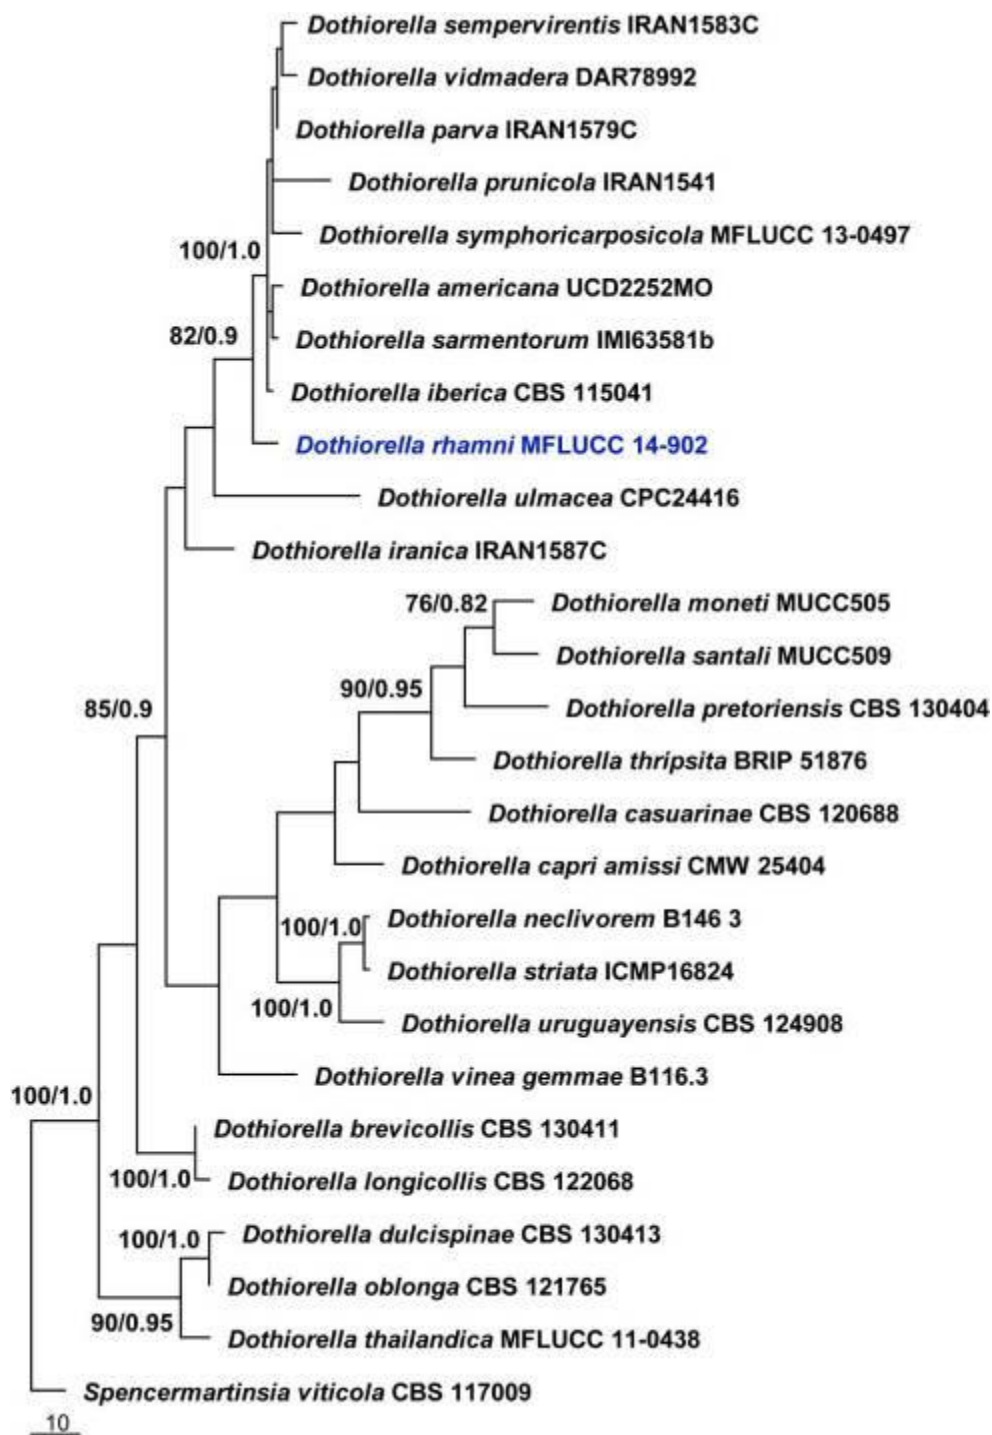 Dothiorella sempervirentis IRAN1583C
Dothiorella vidmadera DAR78992
Dothiorella parva IRAN1579C
Dothiorella prunicola IRAN1541
Dothiorella symphoricarposicola MFLUCC 13-0497
100/1.0
Dothiorella americana UCD2252MO
82/0.9
Dothiorella sarmentorum IMI63581b
Dothiorella iberica CBS 115041
Dothiorella rhamni MFLUCC 14-902
Dothiorella ulmacea CPC24416
Dothiorella iranica IRAN1587C
76/0.82
Dothiorella moneti MUCC505
Dothiorella santali MUCC509
90/0.95
85/0.9
Dothiorella pretoriensis CBS 130404
Dothiorella thripsita BRIP 51876
Dothiorella casuarinae CBS 120688
Dothiorella capri amissi CMW 25404
100/1.0
Dothiorella neclivorem B146 3
Dothiorella striata ICMP16824
100/1.0
Dothiorella uruguayensis CBS 124908
Dothiorella vinea gemmae B116.3
100/1.0
Dothiorella brevicollis CBS 130411
100/1.0
Dothiorella longicollis CBS 122068
100/1.0
Dothiorella dulcispinae CBS 130413
Dothiorella oblonga CBS 121765
90/0.95
Dothiorella thailandica MFLUCC 11-0438
Spencermartinsia viticola CBS 117009
10